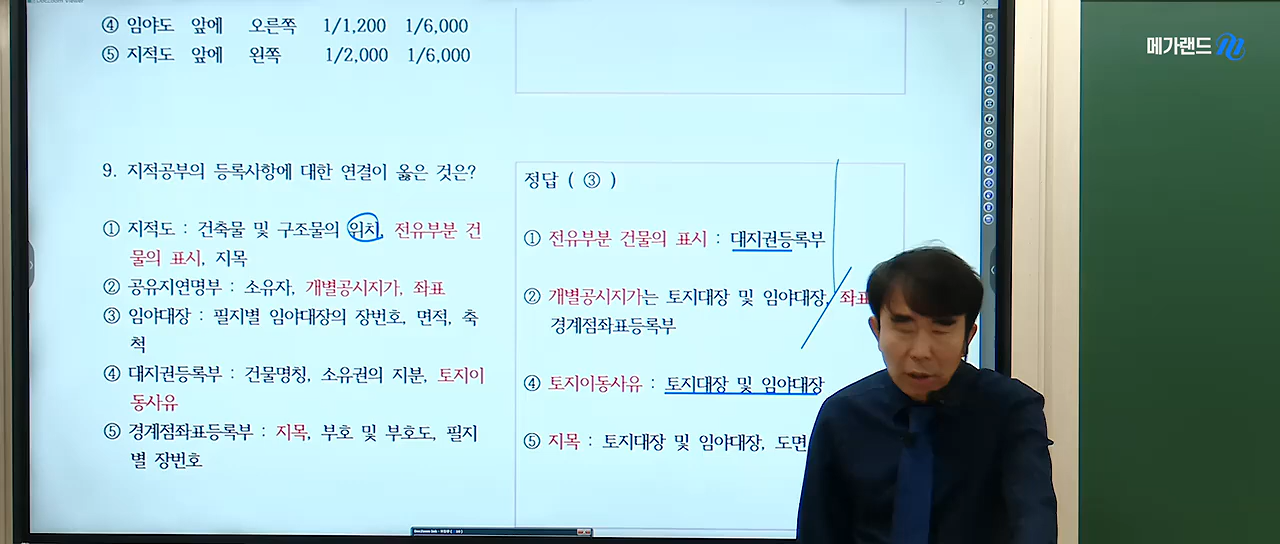 ④ 임야도 앞에 오른쪽 1/1,200 1/6,000
⑤ 지적도 앞에 왼쪽 1/2,000 1/6,000
메가랜드
9. 지적공부의 등록사항에 대한 연결이 옳은 것은?
① 지적도 : 건축물 및 구조물의 위치, 전유부분 건
물의 표시, 지목
② 공유지연명부 : 소유자, 개별공시지가, 좌표
③ 임야대장 : 필지별 임야대장의 장번호, 면적, 축
척
④ 대지권등록부 : 건물명칭, 소유권의 지분, 토지이
동사유
⑤ 경계점좌표등록부 : 지목, 부호 및 부호도, 필지
별 장번호
정답 ( ③ )
① 전유부분 건물의 표시 : 대지권등록부
② 개별공시지가는 토지대장 및 임야대장, 좌표
경계점좌표등록부
④ 토지이동사유 : 토지대장 및 임야대장
⑤ 지목 : 토지대장 및 임야대장, 도면